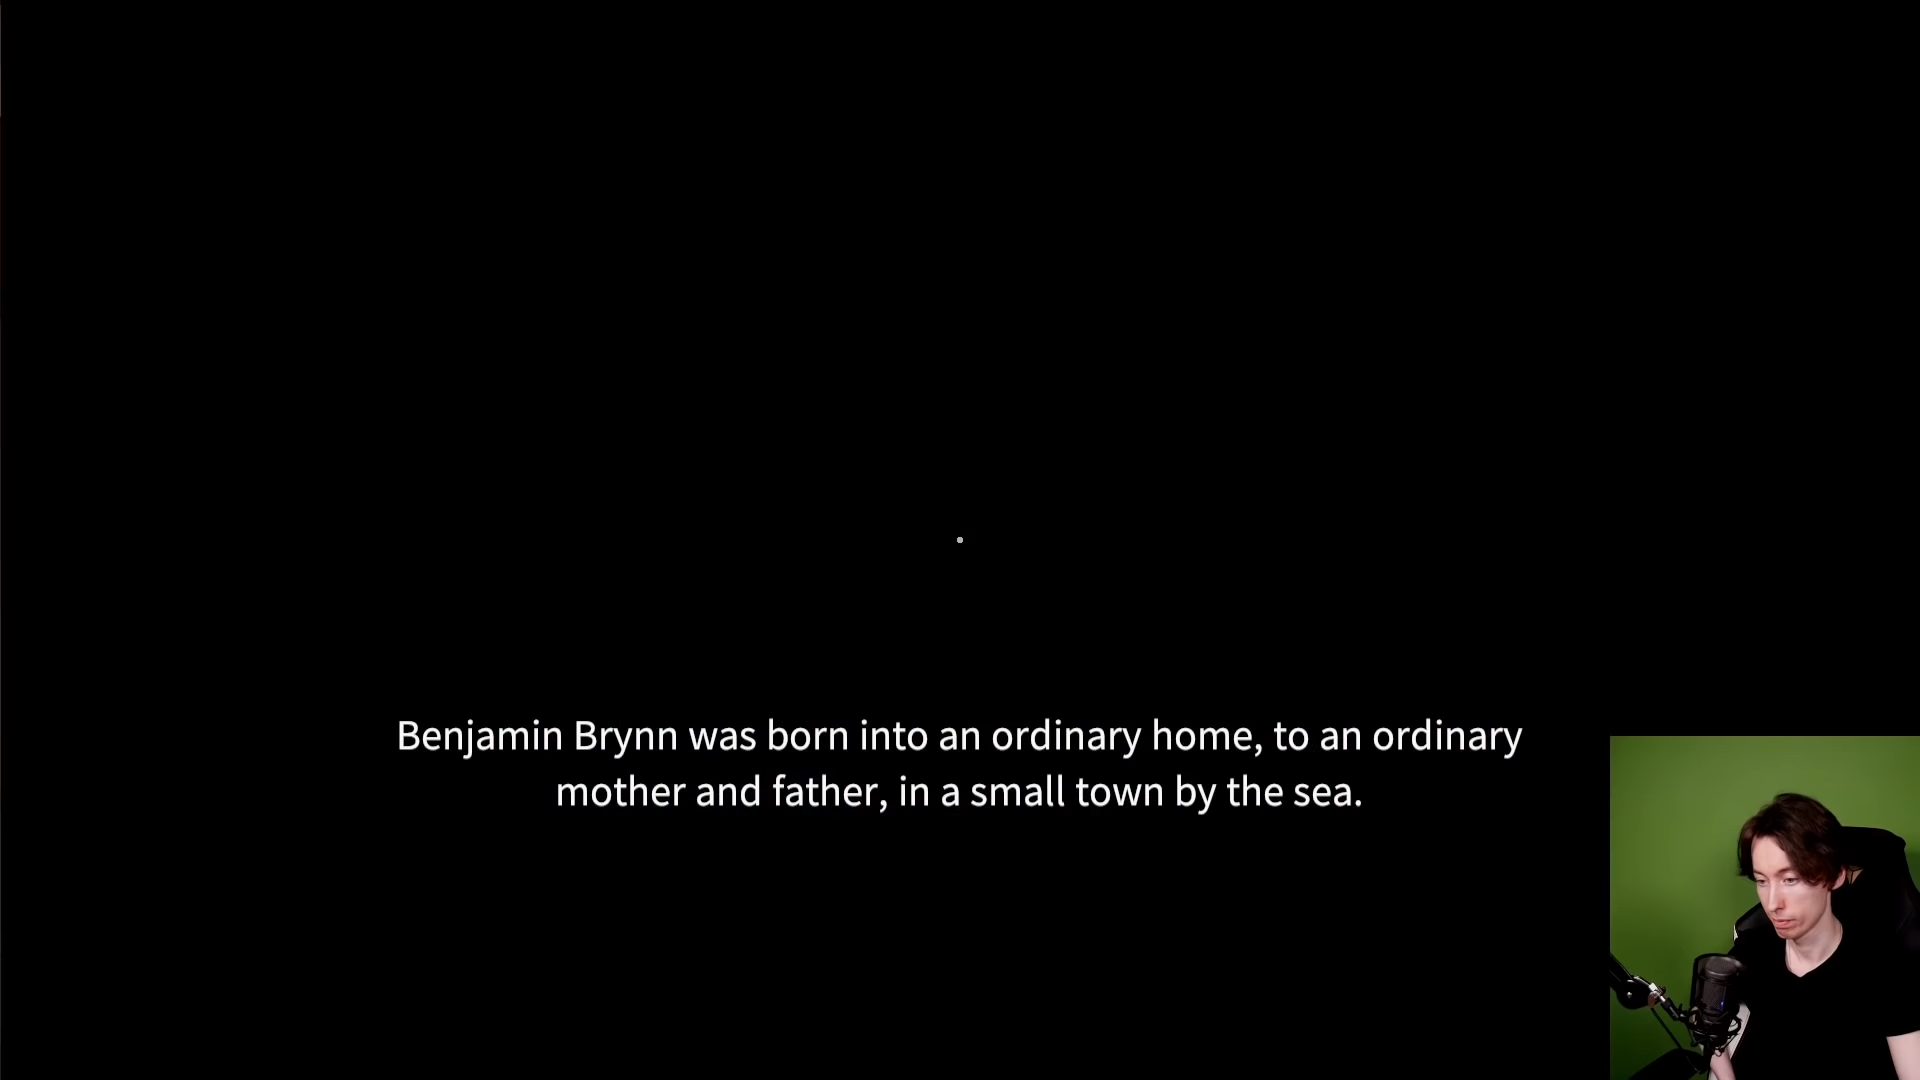 Benjamin Brynn was born into an ordinary home, to an ordinary
mother and father, in a small town by the sea.